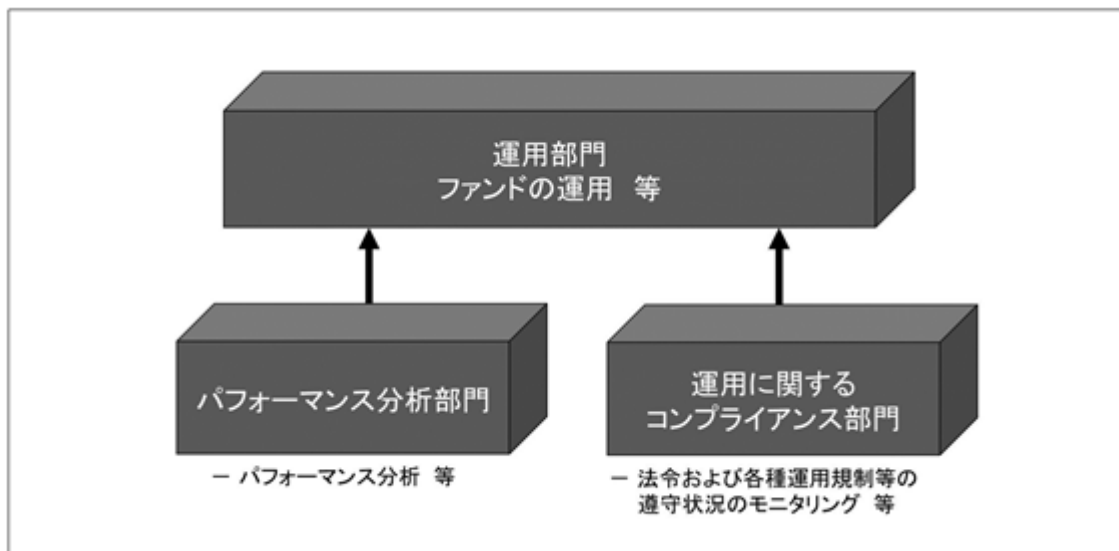 運用部門
ファンドの運用 等
パフォーマンス分析部門
－ パフォーマンス分析 等
運用に関する
コンプライアンス部門
－ 法令および各種運用規制等の
遵守状況のモニタリング 等